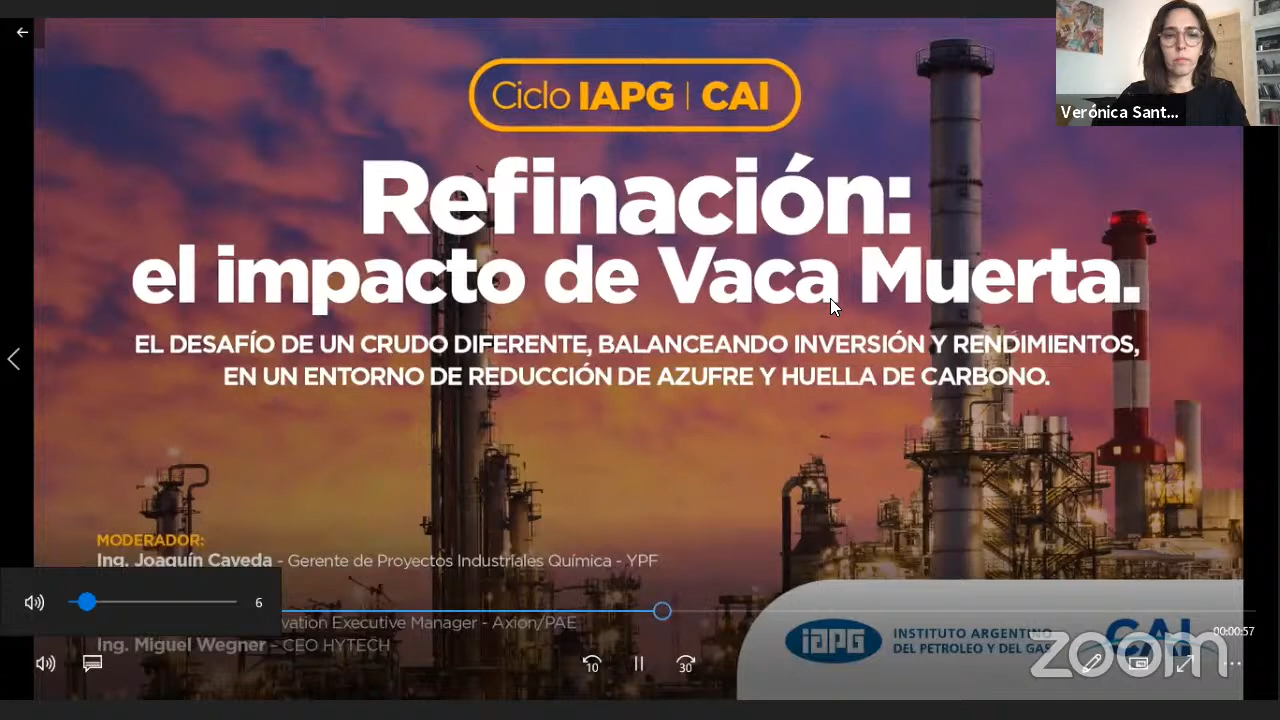 Ciclo IAPG | CAI
Verónica Sant...
Refinación:
el impacto de Vaca Muerta.
EL DESAFÍO DE UN CRUDO DIFERENTE, BALANCEANDO INVERSIÓN Y RENDIMIENTOS,
EN UN ENTORNO DE REDUCCIÓN DE AZUFRE Y HUELLA DE CARBONO.
MODERADOR:
Ing. Joaquín Caveda - Gerente de Proyectos Industriales Química - YPF
6
Executive Manager - Axion/PAE
Ing. Miguel Wegner - CEO HYTECH
iAPG
INSTITUTO ARGENTINO
DEL PETROLEO Y DEL GAS
CAI
00:00:57
zoom
10
30